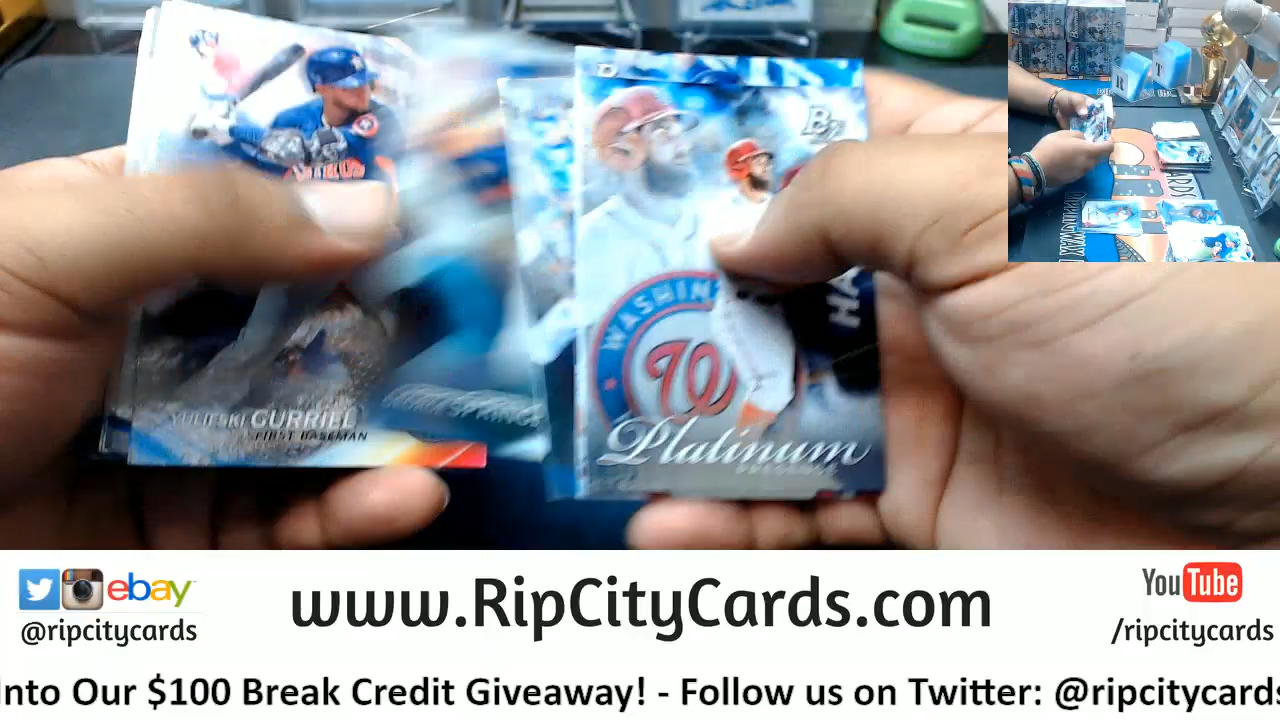 YULIESKI GURRIEL
FIRST BASEMAN
WASHIN
W
HA
Platinum
ebay
@ripcitycards
www.RipCityCards.com
YouTube
/ripcitycards
Into Our $100 Break Credit Giveaway! - Follow us on Twitter: @ripcitycards